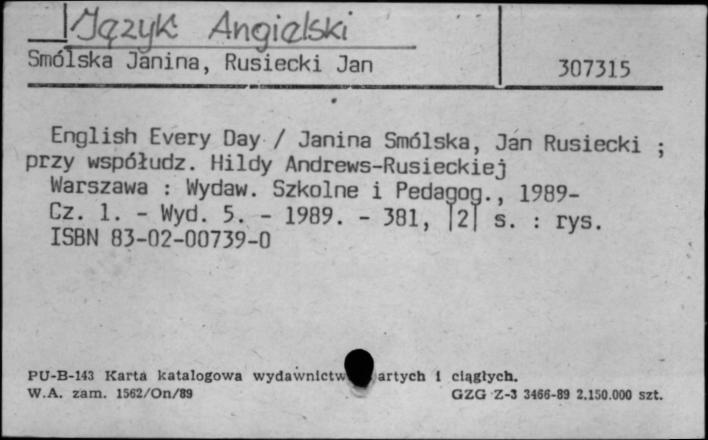 Język Angielski
Smólska Janina, Rusiecki Jan 307315
English Every Day / Janina Smólska, Jan Rusiecki ;
przy współudz. Hildy Andrews-Rusieckiej
Warszawa : Wydaw. Szkolne i Pedagog., 1989-
Cz. 1. - Wyd. 5. - 1989. - 381, |2| s. : rys.
ISBN 83-02-00739-0
PU-B-143 Karta katalogowa wydawnictw artych i ciągłych.
W.A. zam. 1562/On/89 GZG Z-3 3466-89 2.150.000 szt.